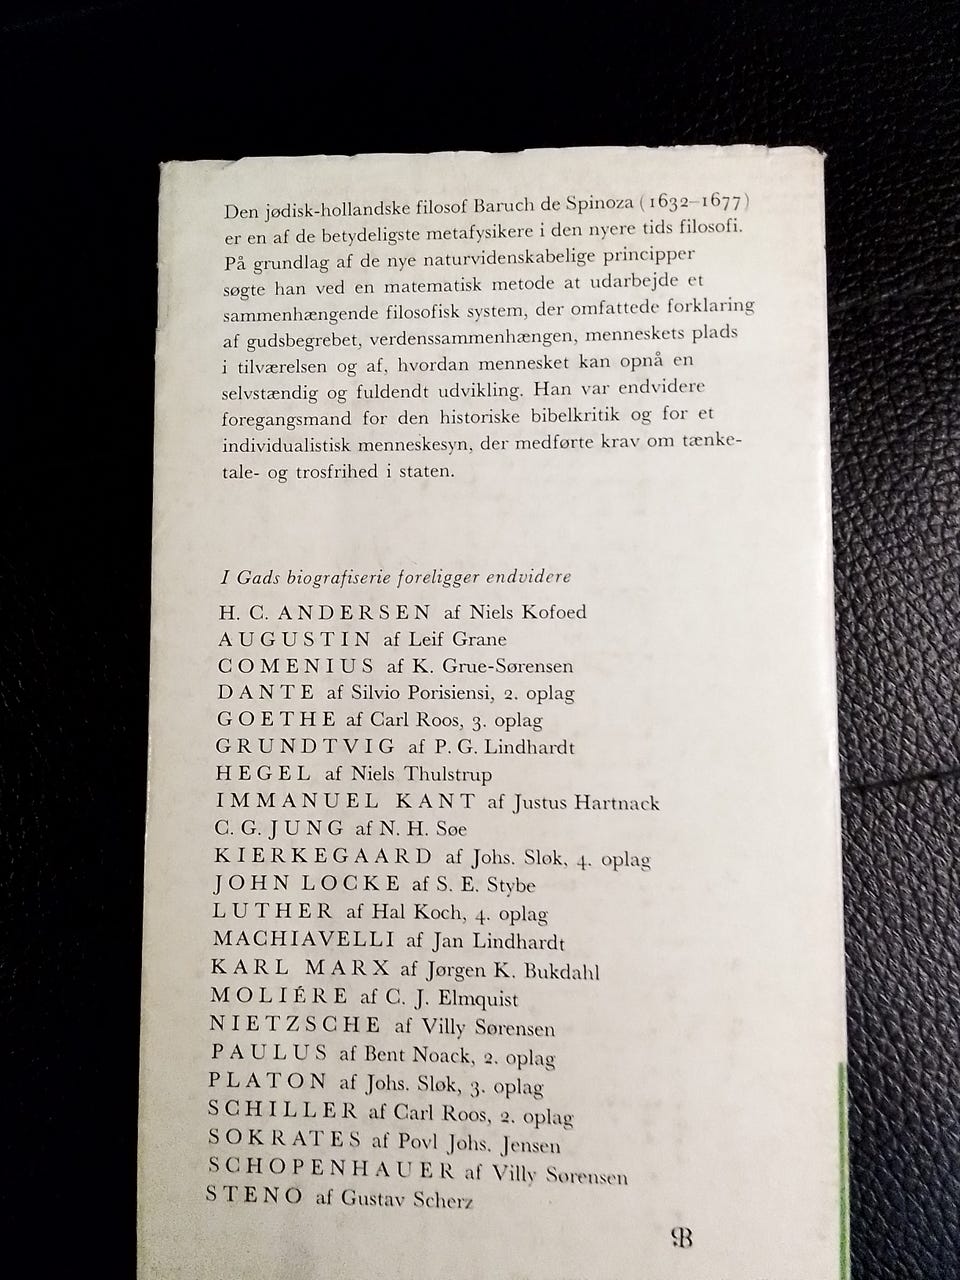 Den jødisk-hollandske filosof Baruch de Spinoza (1632–1677)
er en af de betydeligste metafysikere i den nyere tids filosofi.
På grundlag af de nye naturvidenskabelige principper
søgte han ved en matematisk metode at udarbejde et
sammenhængende filosofisk system, der omfattede forklaring
af gudsbegrebet, verdenssammenhængen, menneskets plads
i tilværelsen og af, hvordan mennesket kan opnå en
selvstændig og fuldendt udvikling. Han var endvidere
foregangsmand for den historiske bibelkritik og for et
individualistisk menneskesyn, der medførte krav om tænke-
tale- og trosfrihed i staten.
I Gads biografiserie foreligger endvidere
H. C. ANDERSEN af Niels Kofoed
AUGUSTIN af Leif Grane
COMENIUS af K. Grue-Sørensen
DANTE af Silvio Porisiensi, 2. oplag
GOETHE af Carl Roos, 3. oplag
GRUNDTVIG af P. G. Lindhardt
HEGEL af Niels Thulstrup
IMMANUEL KANT af Justus Hartnack
C. G. JUNG af N. H. Søe
KIERKEGAARD af Johs. Sløk, 4. oplag
JOHN LOCKE af S. E. Stybe
LUTHER af Hal Koch, 4. oplag
MACHIAVELLI af Jan Lindhardt
KARL MARX af Jørgen K. Bukdahl
MOLIÉRE af C. J. Elmquist
NIETZSCHE af Villy Sørensen
PAULUS af Bent Noack, 2. oplag
PLATON af Johs. Sløk, 3. oplag
SCHILLER af Carl Roos, 2. oplag
SOKRATES af Povl Johs. Jensen
SCHOPENHAUER af Villy Sørensen
STENO af Gustav Scherz